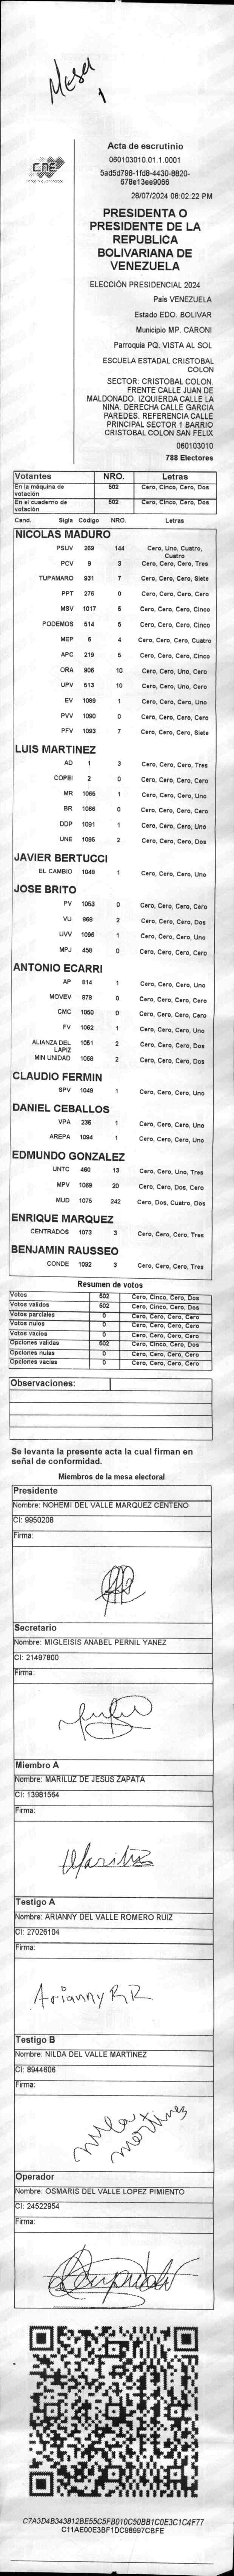 Mesa
1
CNE
Acta de escrutinio
060103010.01.1.0001
5ad5d798-1fd8-4430-8820-
678e13ee9066
28/07/2024 08:02:22 PM
PRESIDENTA O
PRESIDENTE DE LA
REPUBLICA
BOLIVARIANA DE
VENEZUELA
ELECCIÓN PRESIDENCIAL 2024
País VENEZUELA
Estado EDO. BOLIVAR
Municipio MP. CARONI
Parroquia PQ. VISTA AL SOL
ESCUELA ESTADAL CRISTOBAL
COLON
SECTOR: CRISTOBAL COLON.
FRENTE CALLE JUAN DE
MALDONADO. IZQUIERDA CALLE LA
NINA. DERECHA CALLE GARCIA
PAREDES. REFERENCIA CALLE
PRINCIPAL SECTOR 1 BARRIO
CRISTOBAL COLON SAN FELIX
060103010
788 Electores
Votantes NRO. Letras
En la máquina de votación 502 Cero, Cinco, Cero, Dos
En el cuaderno de votación 502 Cero, Cinco, Cero, Dos
Cand. Sigla Código NRO. Letras
NICOLAS MADURO
PSUV 269 144 Cero, Uno, Cuatro, Cuatro
PCV 9 3 Cero, Cero, Cero, Tres
TUPAMARO 931 7 Cero, Cero, Cero, Siete
PPT 276 0 Cero, Cero, Cero, Cero
MSV 1017 5 Cero, Cero, Cero, Cinco
PODEMOS 514 5 Cero, Cero, Cero, Cinco
MEP 6 4 Cero, Cero, Cero, Cuatro
APC 219 5 Cero, Cero, Cero, Cinco
ORA 906 10 Cero, Cero, Uno, Cero
UPV 513 10 Cero, Cero, Uno, Cero
EV 1089 1 Cero, Cero, Cero, Uno
PVV 1090 0 Cero, Cero, Cero, Cero
PFV 1093 7 Cero, Cero, Cero, Siete
LUIS MARTINEZ
AD 1 3 Cero, Cero, Cero, Tres
COPEI 2 0 Cero, Cero, Cero, Cero
MR 1065 1 Cero, Cero, Cero, Uno
BR 1066 0 Cero, Cero, Cero, Cero
DDP 1091 1 Cero, Cero, Cero, Uno
UNE 1095 2 Cero, Cero, Cero, Dos
JAVIER BERTUCCI
EL CAMBIO 1048 1 Cero, Cero, Cero, Uno
JOSE BRITO
PV 1053 0 Cero, Cero, Cero, Cero
VU 868 2 Cero, Cero, Cero, Dos
UVV 1096 1 Cero, Cero, Cero, Uno
MPJ 458 0 Cero, Cero, Cero, Cero
ANTONIO ECARRI
AP 814 1 Cero, Cero, Cero, Uno
MOVEV 878 0 Cero, Cero, Cero, Cero
CMC 1050 0 Cero, Cero, Cero, Cero
FV 1062 1 Cero, Cero, Cero, Uno
ALIANZA DEL LAPIZ 1051 2 Cero, Cero, Cero, Dos
MIN UNIDAD 1058 2 Cero, Cero, Cero, Dos
CLAUDIO FERMIN
SPV 1049 1 Cero, Cero, Cero, Uno
DANIEL CEBALLOS
VPA 236 1 Cero, Cero, Cero, Uno
AREPA 1094 1 Cero, Cero, Cero, Uno
EDMUNDO GONZALEZ
UNTC 460 13 Cero, Cero, Uno, Tres
MPV 1069 20 Cero, Cero, Dos, Cero
MUD 1075 242 Cero, Dos, Cuatro, Dos
ENRIQUE MARQUEZ
CENTRADOS 1073 3 Cero, Cero, Cero, Tres
BENJAMIN RAUSSEO
CONDE 1092 3 Cero, Cero, Cero, Tres
Resumen de votos
Votos 502 Cero, Cinco, Cero, Dos
Votos validos 502 Cero, Cinco, Cero, Dos
Votos parciales 0 Cero, Cero, Cero, Cero
Votos nulos 0 Cero, Cero, Cero, Cero
Votos vacios 0 Cero, Cero, Cero, Cero
Opciones validas 502 Cero, Cinco, Cero, Dos
Opciones nulas 0 Cero, Cero, Cero, Cero
Opciones vacias 0 Cero, Cero, Cero, Cero
Observaciones:
Se levanta la presente acta la cual firman en
señal de conformidad.
Miembros de la mesa electoral
Presidente
Nombre: NOHEMI DEL VALLE MARQUEZ CENTENO
CI: 9950208
Firma:
Secretario
Nombre: MIGLEISIS ANABEL PERNIL YANEZ
CI: 21497800
Firma:
Miembro A
Nombre: MARILUZ DE JESUS ZAPATA
CI: 13981564
Firma:
Mariluz
Testigo A
Nombre: ARIANNY DEL VALLE ROMERO RUIZ
CI: 27026104
Firma:
Arianny R,R
Testigo B
Nombre: NILDA DEL VALLE MARTINEZ
CI: 8944606
Firma:
Nilda
Martinez
Operador
Nombre: OSMARIS DEL VALLE LOPEZ PIMIENTO
CI: 24522954
Firma:
C7A3D4B343812BE55C5FB010C50BB1C0E3C1C4F77
C11AE00E3BF1DC98997CBFE